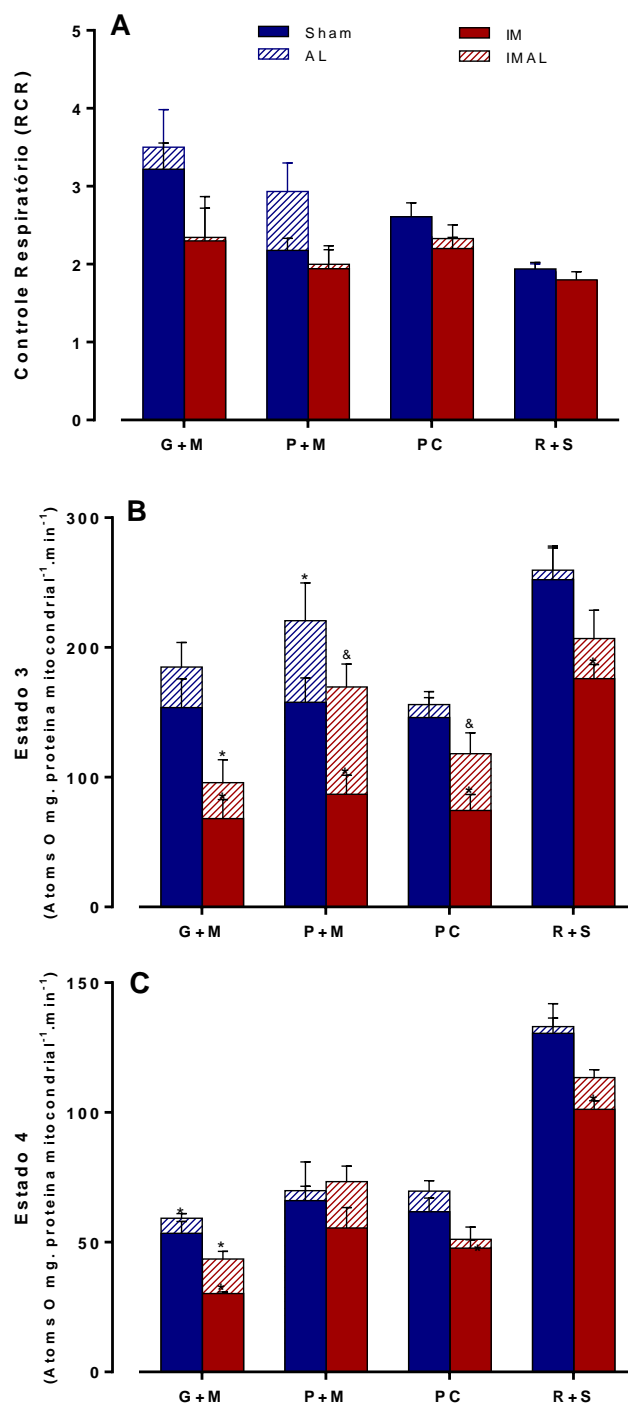 A
Sham
IM
AL
IMAL
Controle Respiratório (RCR)
5
4
3
2
1
0
G+M
P+M
PC
R+S
B
Estado 3
(Atoms O mg. proteina mitocondrial⁻¹.min⁻¹)
300
200
100
0
*
*
*
&
*
&
*
*
G+M
P+M
PC
R+S
C
Estado 4
(Atoms O mg. proteina mitocondrial⁻¹.min⁻¹)
150
100
50
0
*
*
*
*
*
G+M
P+M
PC
R+S